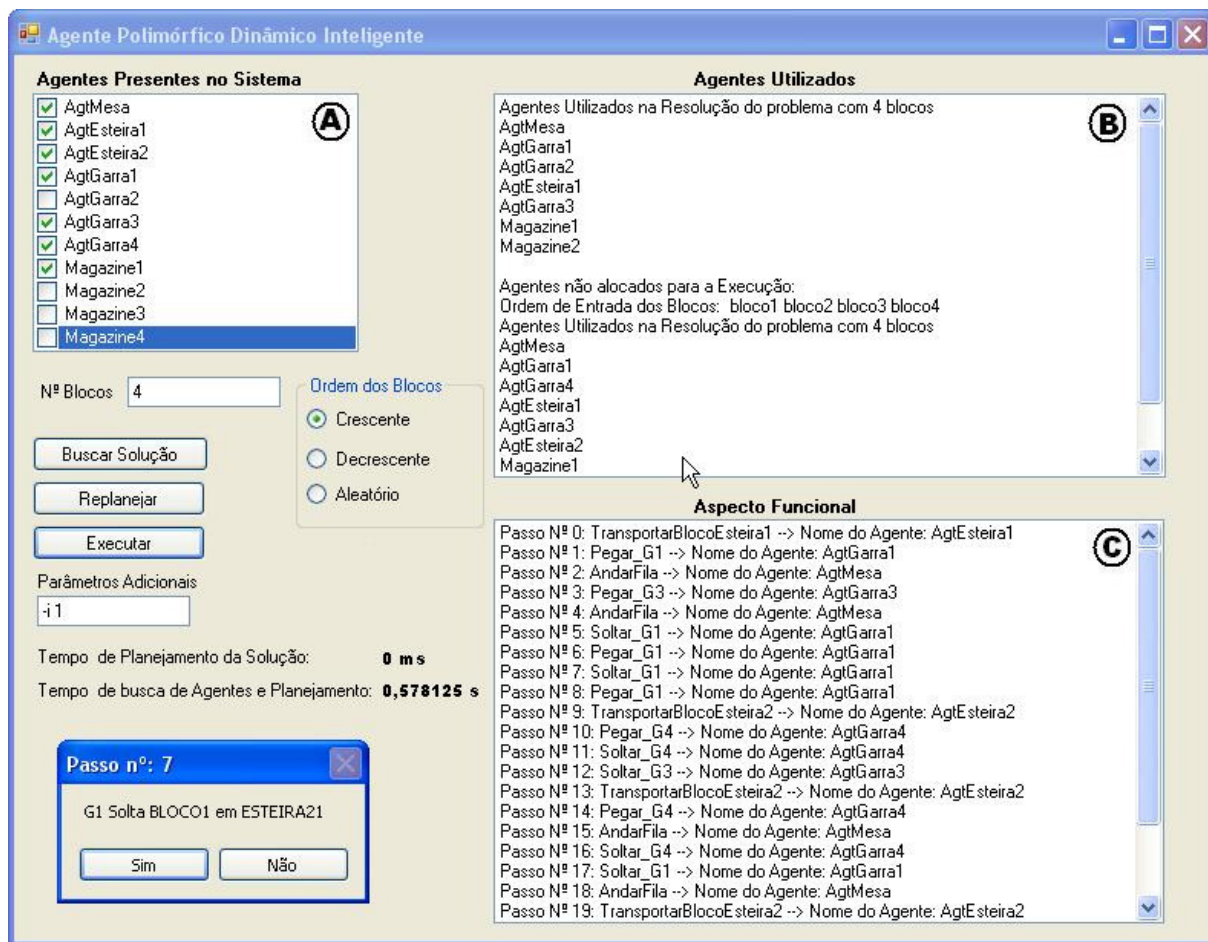 Agente Polimórfico Dinâmico Inteligente
Agentes Presentes no Sistema
A
AgtMesa
AgtEsteira1
AgtEsteira2
AgtGarra1
AgtGarra2
AgtGarra3
AgtGarra4
Magazine1
Magazine2
Magazine3
Magazine4
Nº Blocos 4
Ordem dos Blocos
Crescente
Decrescente
Aleatório
Buscar Solução
Replanejar
Executar
Parâmetros Adicionais
-i 1
Tempo de Planejamento da Solução: 0 ms
Tempo de busca de Agentes e Planejamento: 0,578125 s
Passo nº: 7
G1 Solta BLOCO1 em ESTEIRA21
Sim Não
Agentes Utilizados
B
Agentes Utilizados na Resolução do problema com 4 blocos
AgtMesa
AgtGarra1
AgtGarra2
AgtEsteira1
AgtGarra3
Magazine1
Magazine2
Agentes não alocados para a Execução:
Ordem de Entrada dos Blocos: bloco1 bloco2 bloco3 bloco4
Agentes Utilizados na Resolução do problema com 4 blocos
AgtMesa
AgtGarra1
AgtGarra4
AgtEsteira1
AgtGarra3
AgtEsteira2
Magazine1
Aspecto Funcional
C
Passo Nº 0: TransportarBlocoEsteira1 --> Nome do Agente: AgtEsteira1
Passo Nº 1: Pegar_G1 --> Nome do Agente: AgtGarra1
Passo Nº 2: AndarFila --> Nome do Agente: AgtMesa
Passo Nº 3: Pegar_G3 --> Nome do Agente: AgtGarra3
Passo Nº 4: AndarFila --> Nome do Agente: AgtMesa
Passo Nº 5: Soltar_G1 --> Nome do Agente: AgtGarra1
Passo Nº 6: Pegar_G1 --> Nome do Agente: AgtGarra1
Passo Nº 7: Soltar_G1 --> Nome do Agente: AgtGarra1
Passo Nº 8: Pegar_G1 --> Nome do Agente: AgtGarra1
Passo Nº 9: TransportarBlocoEsteira2 --> Nome do Agente: AgtEsteira2
Passo Nº 10: Pegar_G4 --> Nome do Agente: AgtGarra4
Passo Nº 11: Soltar_G4 --> Nome do Agente: AgtGarra4
Passo Nº 12: Soltar_G3 --> Nome do Agente: AgtGarra3
Passo Nº 13: TransportarBlocoEsteira2 --> Nome do Agente: AgtEsteira2
Passo Nº 14: Pegar_G4 --> Nome do Agente: AgtGarra4
Passo Nº 15: AndarFila --> Nome do Agente: AgtMesa
Passo Nº 16: Soltar_G4 --> Nome do Agente: AgtGarra4
Passo Nº 17: Soltar_G1 --> Nome do Agente: AgtGarra1
Passo Nº 18: AndarFila --> Nome do Agente: AgtMesa
Passo Nº 19: TransportarBlocoEsteira2 --> Nome do Agente: AgtEsteira2